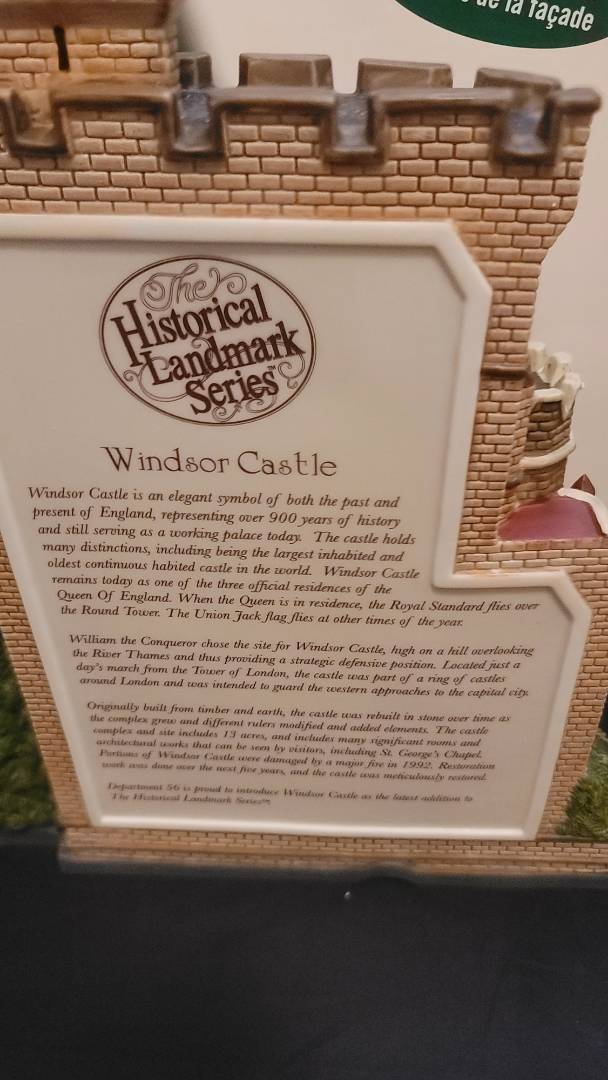 de la façade
The
Historical
Landmark
Series™
Windsor Castle
Windsor Castle is an elegant symbol of both the past and
present of England, representing over 900 years of history
and still serving as a working palace today. The castle holds
many distinctions, including being the largest inhabited and
oldest continuous habited castle in the world. Windsor Castle
remains today as one of the three official residences of the
Queen Of England. When the Queen is in residence, the Royal Standard flies over
the Round Tower. The Union Jack flag flies at other times of the year.
William the Conqueror chose the site for Windsor Castle, high on a hill overlooking
the River Thames and thus providing a strategic defensive position. Located just a
day's march from the Tower of London, the castle was part of a ring of castles
around London and was intended to guard the western approaches to the capital city.
Originally built from timber and earth, the castle was rebuilt in stone over time as
the complex grew and different rulers modified and added elements. The castle
complex and site includes 13 acres, and includes many significant rooms and
architectural works that can be seen by visitors, including St. George's Chapel.
Portions of Windsor Castle were damaged by a major fire in 1992. Restoration
work was done over the next five years, and the castle was meticulously restored.
Department 56 is proud to introduce Windsor Castle as the latest addition to
The Historical Landmark Series™.